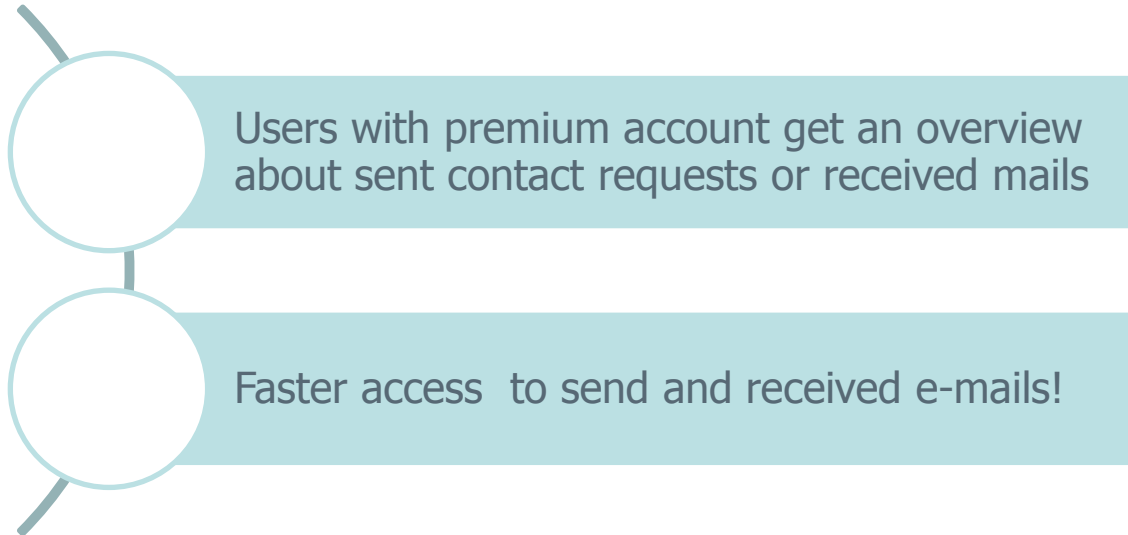 Users with premium account get an overview
about sent contact requests or received mails
Faster access  to send and received e-mails!